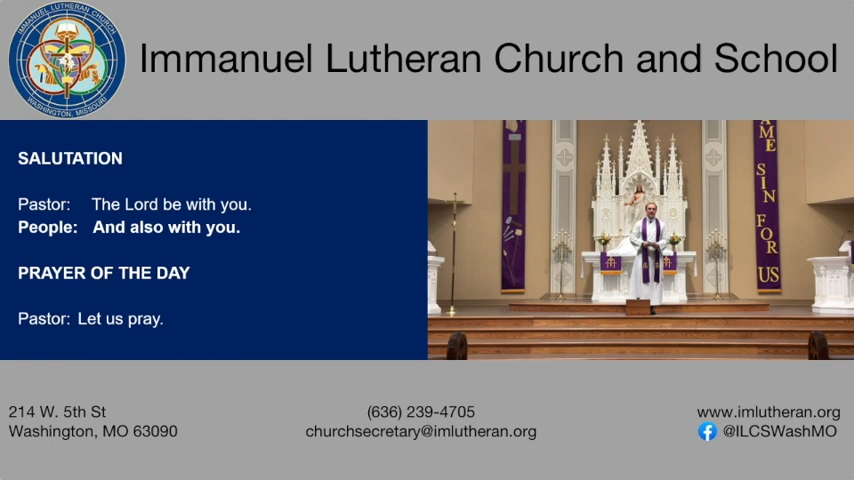 IMMANUEL LUTHERAN CHURCH
WASHINGTON, MISSOURI
Immanuel Lutheran Church and School
SALUTATION
Pastor: The Lord be with you.
People: And also with you.
PRAYER OF THE DAY
Pastor: Let us pray.
AME
SIN
FOR
US
214 W. 5th St
Washington, MO 63090
(636) 239-4705
churchsecretary@imlutheran.org
www.imlutheran.org
@ILCSWashMO